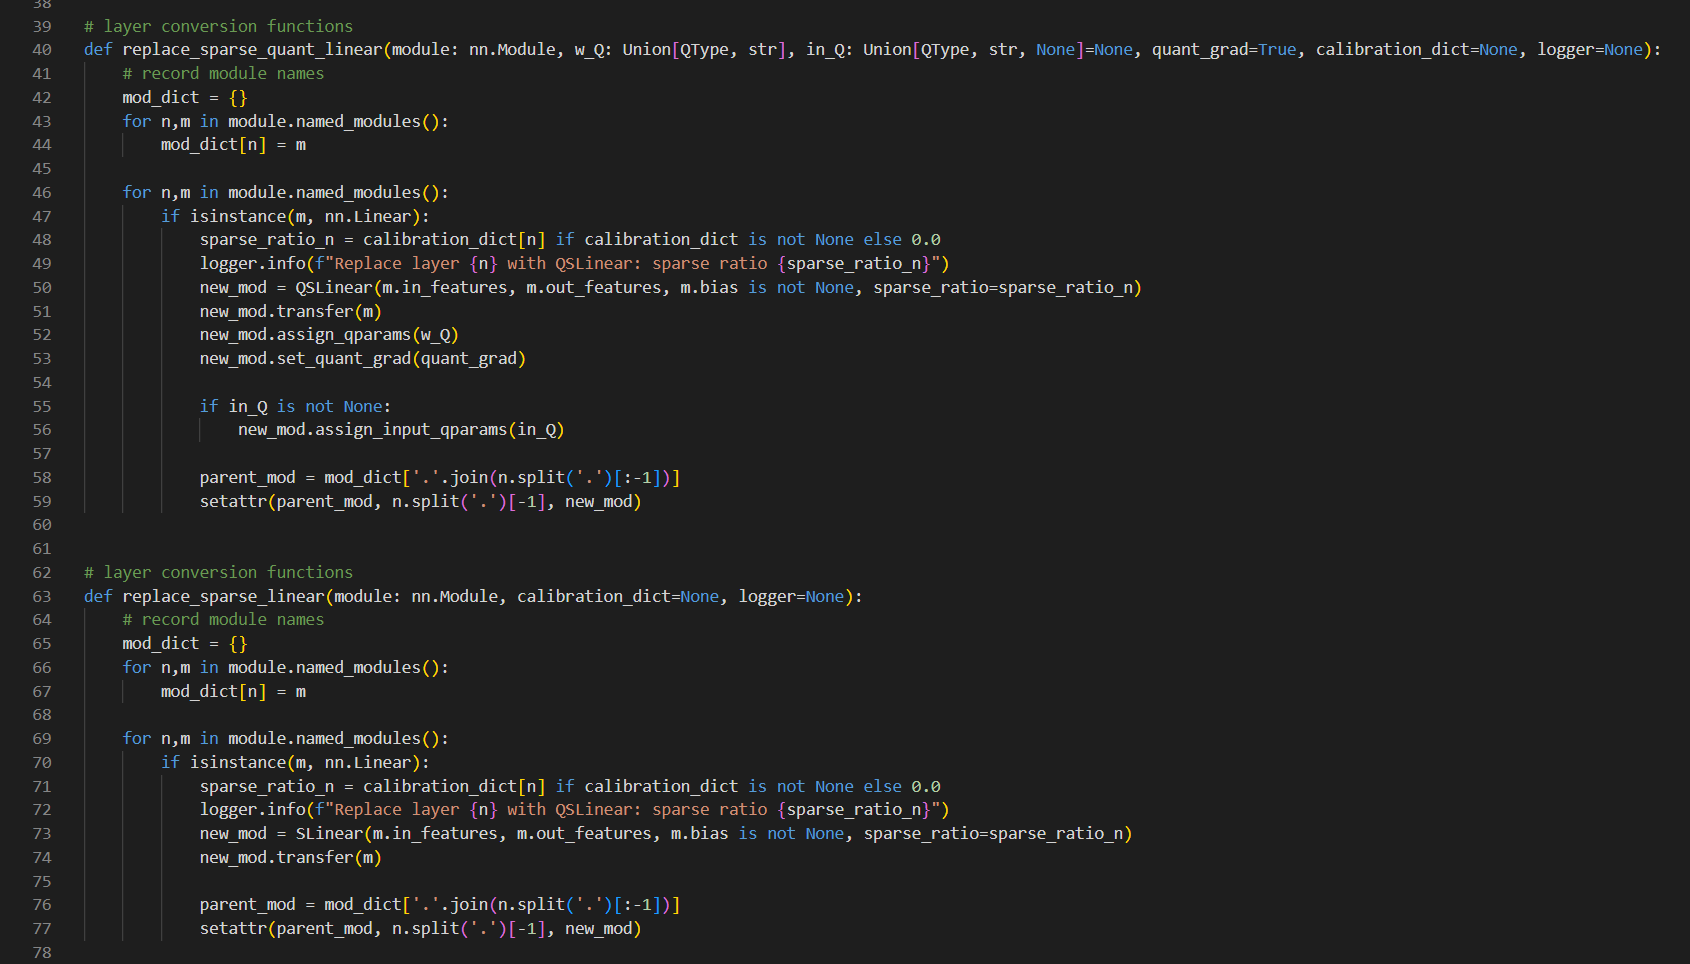 38
39 # layer conversion functions
40 def replace_sparse_quant_linear(module: nn.Module, w_Q: Union[QType, str], in_Q: Union[QType, str, None]=None, quant_grad=True, calibration_dict=None, logger=None):
41     # record module names
42     mod_dict = {}
43     for n,m in module.named_modules():
44         mod_dict[n] = m
45
46     for n,m in module.named_modules():
47         if isinstance(m, nn.Linear):
48             sparse_ratio_n = calibration_dict[n] if calibration_dict is not None else 0.0
49             logger.info(f"Replace layer {n} with QSLinear: sparse ratio {sparse_ratio_n}")
50             new_mod = QSLinear(m.in_features, m.out_features, m.bias is not None, sparse_ratio=sparse_ratio_n)
51             new_mod.transfer(m)
52             new_mod.assign_qparams(w_Q)
53             new_mod.set_quant_grad(quant_grad)
54
55             if in_Q is not None:
56                 new_mod.assign_input_qparams(in_Q)
57
58             parent_mod = mod_dict['.'.join(n.split('.')[:-1])]
59             setattr(parent_mod, n.split('.')[-1], new_mod)
60
61
62 # layer conversion functions
63 def replace_sparse_linear(module: nn.Module, calibration_dict=None, logger=None):
64     # record module names
65     mod_dict = {}
66     for n,m in module.named_modules():
67         mod_dict[n] = m
68
69     for n,m in module.named_modules():
70         if isinstance(m, nn.Linear):
71             sparse_ratio_n = calibration_dict[n] if calibration_dict is not None else 0.0
72             logger.info(f"Replace layer {n} with QSLinear: sparse ratio {sparse_ratio_n}")
73             new_mod = SLinear(m.in_features, m.out_features, m.bias is not None, sparse_ratio=sparse_ratio_n)
74             new_mod.transfer(m)
75
76             parent_mod = mod_dict['.'.join(n.split('.')[:-1])]
77             setattr(parent_mod, n.split('.')[-1], new_mod)
78